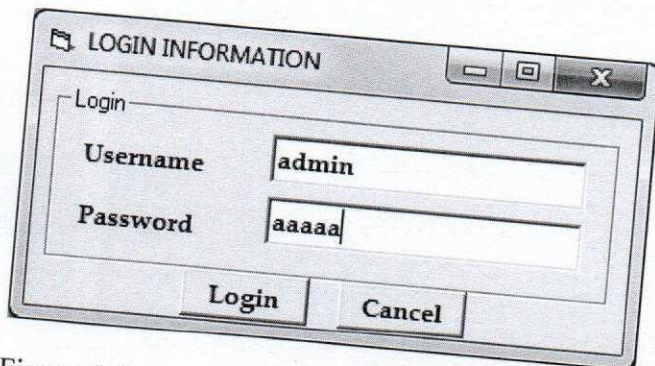 LOGIN INFORMATION
Login
Username admin
Password aaaaa
Login Cancel